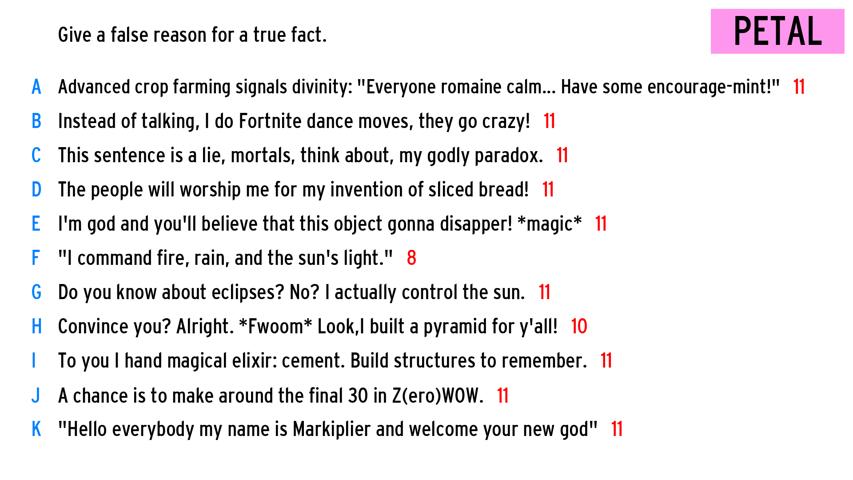 Give a false reason for a true fact.
PETAL
A Advanced crop farming signals divinity: "Everyone romaine calm... Have some encourage-mint!" 11
B Instead of talking, I do Fortnite dance moves, they go crazy! 11
C This sentence is a lie, mortals, think about, my godly paradox. 11
D The people will worship me for my invention of sliced bread! 11
E I'm god and you'll believe that this object gonna disapper! *magic* 11
F "I command fire, rain, and the sun's light." 8
G Do you know about eclipses? No? I actually control the sun. 11
H Convince you? Alright. *Fwoom* Look,I built a pyramid for y'all! 10
I To you I hand magical elixir: cement. Build structures to remember. 11
J A chance is to make around the final 30 in Z(ero)WOW. 11
K "Hello everybody my name is Markiplier and welcome your new god" 11